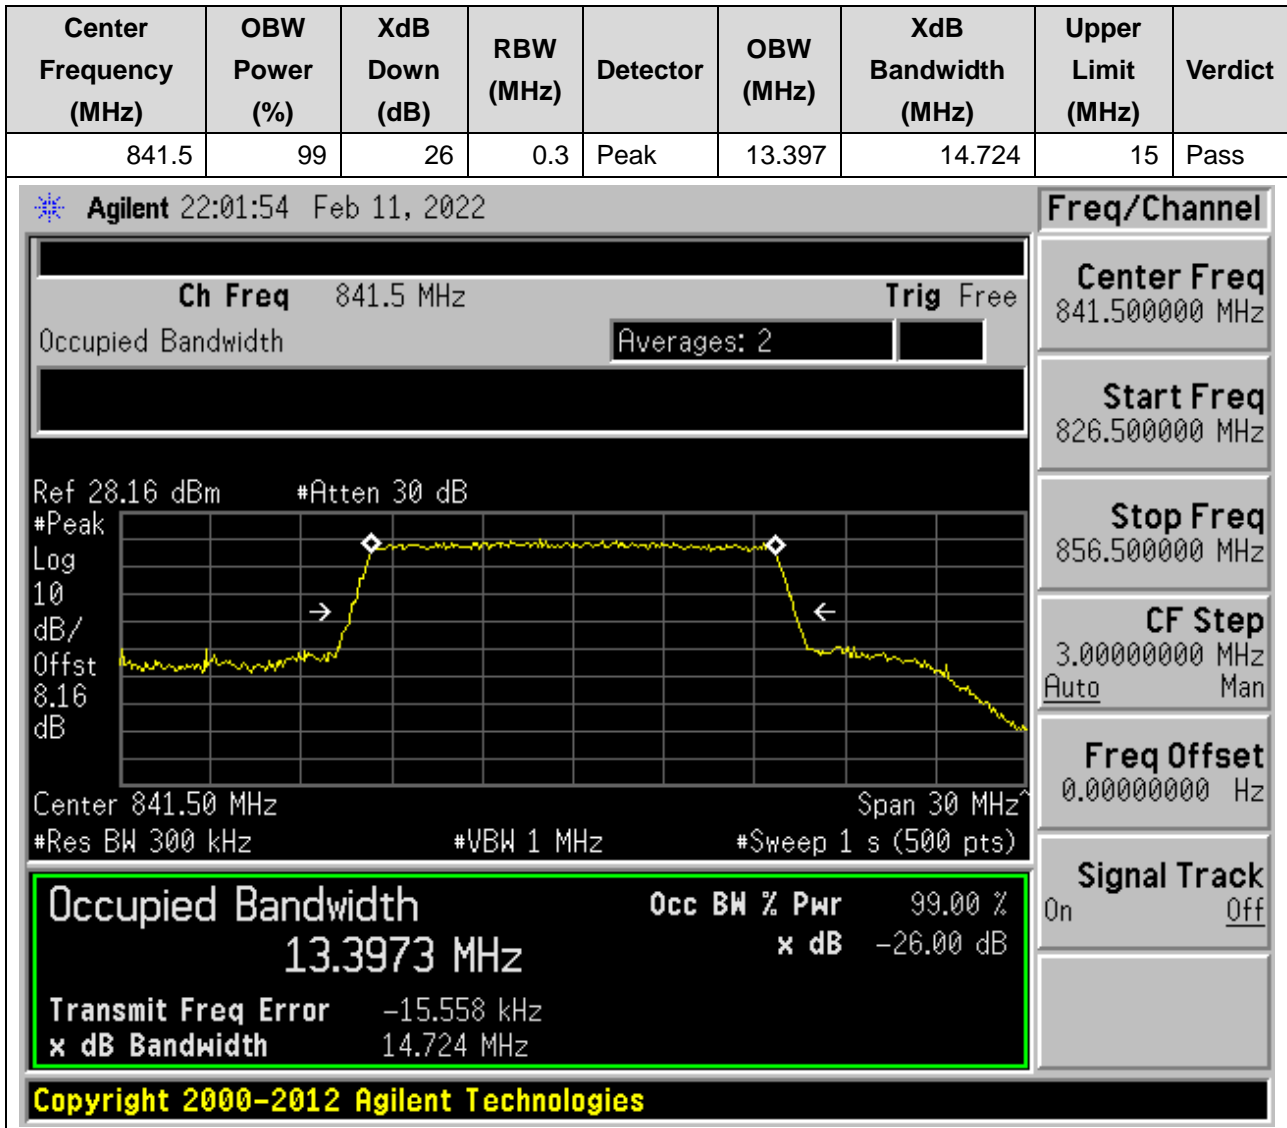 Center Frequency (MHz) OBW Power (%) XdB Down (dB) RBW (MHz) Detector OBW (MHz) XdB Bandwidth (MHz) Upper Limit (MHz) Verdict
841.5 99 26 0.3 Peak 13.397 14.724 15 Pass
Agilent 22:01:54 Feb 11, 2022
Freq/Channel
Ch Freq 841.5 MHz Trig Free
Occupied Bandwidth Averages: 2
Center Freq
841.500000 MHz
Start Freq
826.500000 MHz
Stop Freq
856.500000 MHz
CF Step
3.00000000 MHz
Auto Man
Freq Offset
0.00000000 Hz
Signal Track
On Off
Ref 28.16 dBm #Atten 30 dB
#Peak
Log
10
dB/
Offst
8.16
dB
Center 841.50 MHz Span 30 MHz^
#Res BW 300 kHz #VBW 1 MHz #Sweep 1 s (500 pts)
Occupied Bandwidth Occ BW % Pwr 99.00 %
13.3973 MHz x dB -26.00 dB
Transmit Freq Error -15.558 kHz
x dB Bandwidth 14.724 MHz
Copyright 2000-2012 Agilent Technologies